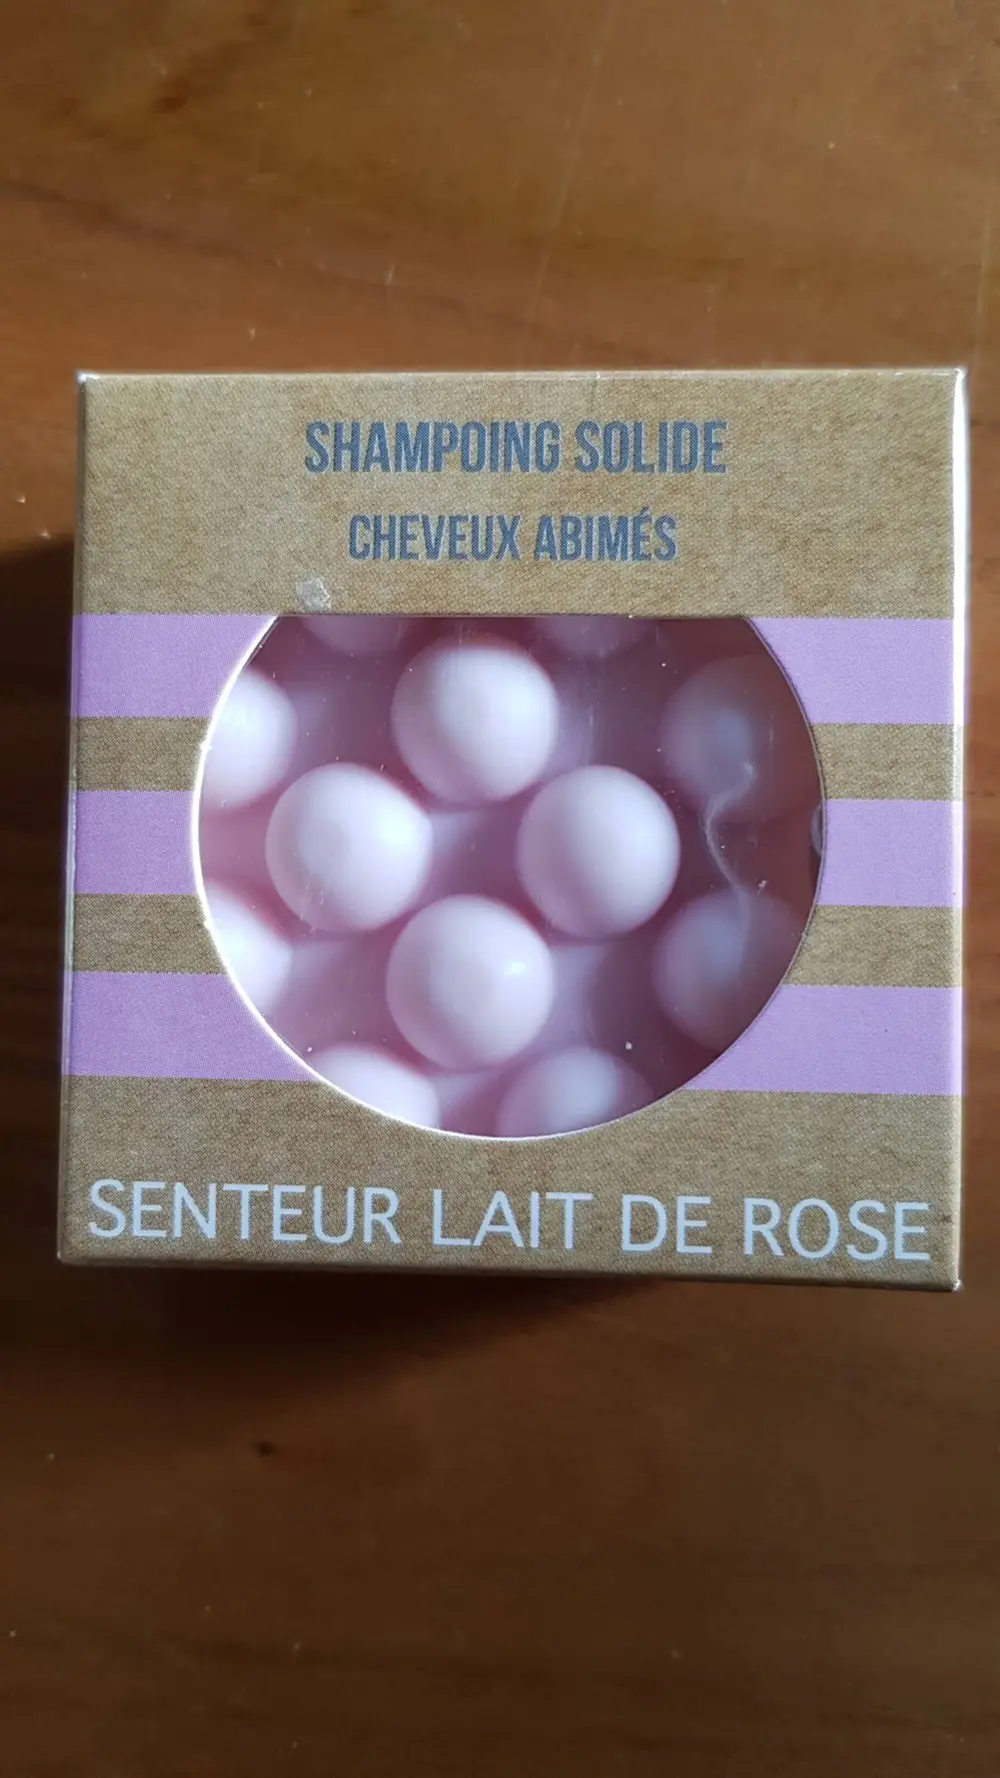 SHAMPOING SOLIDE
CHEVEUX ABIMÉS
SENTEUR LAIT DE ROSE